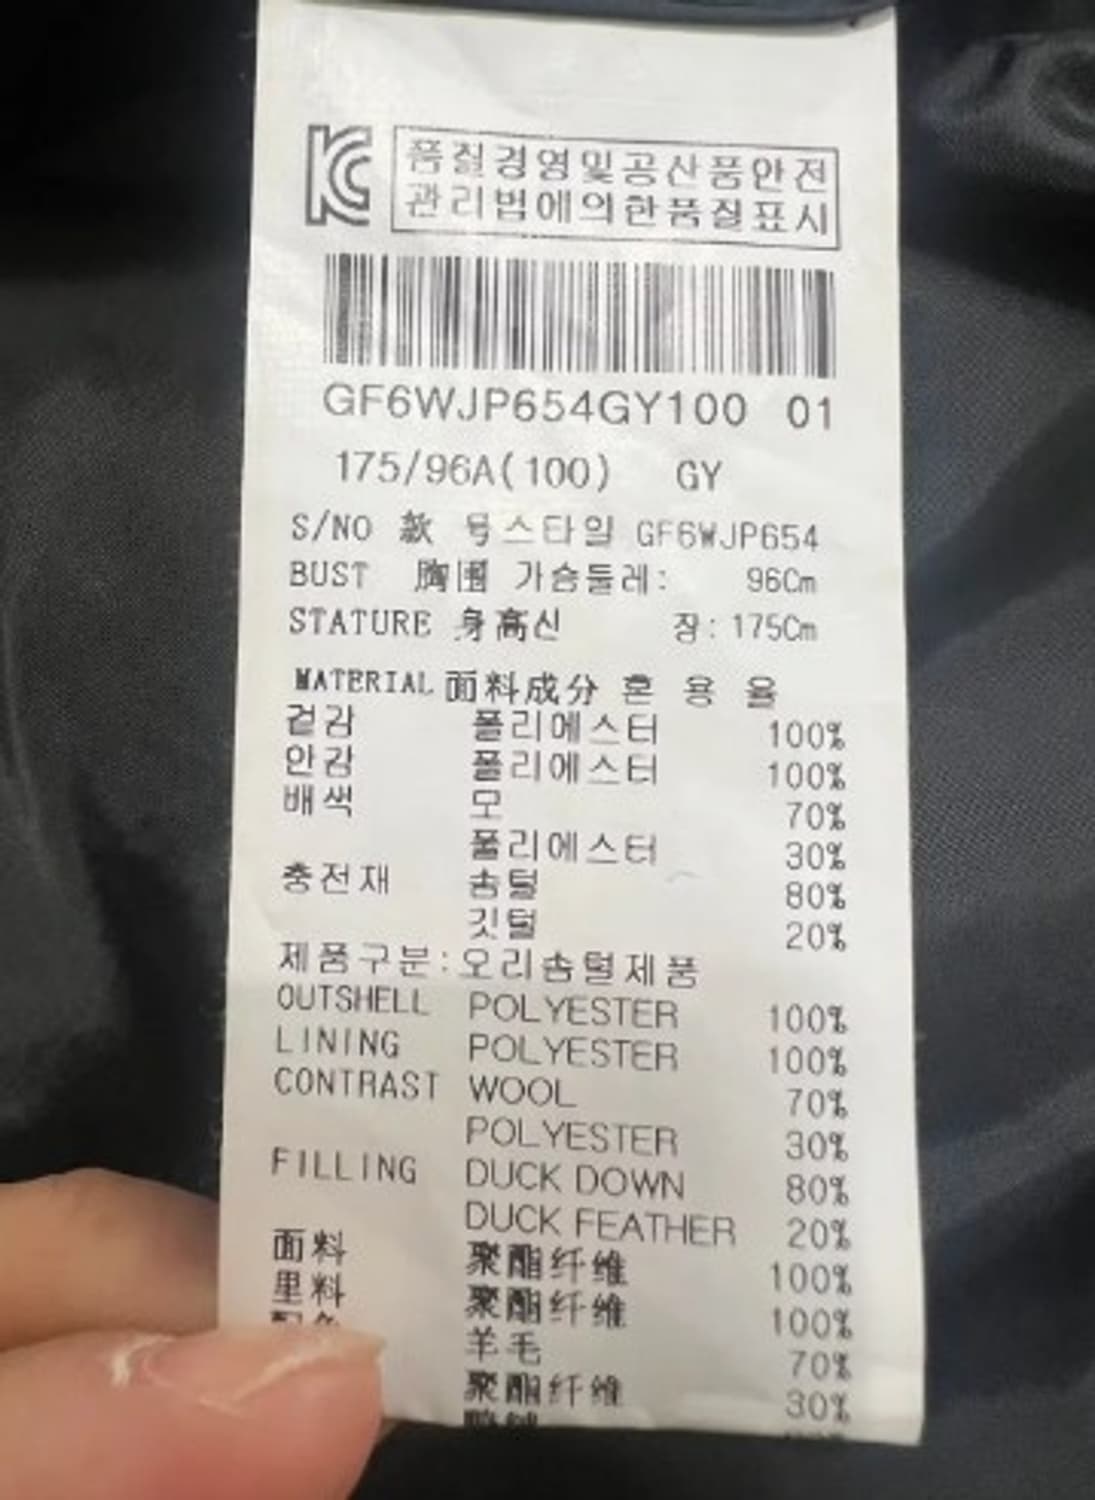 KC 품질경영및공산품안전
관리법에의한품질표시
GF6WJP654GY100 01
175/96A(100) GY
S/NO 款 号스타일 GF6WJP654
BUST 胸围 가슴둘레: 96Cm
STATURE 身高신 장: 175Cm
MATERIAL 面料成分 혼 용 율
겉감 폴리에스터 100%
안감 폴리에스터 100%
배색 모 70%
폴리에스터 30%
충전재 솜털 80%
깃털 20%
제품구분: 오리솜털제품
OUTSHELL POLYESTER 100%
LINING POLYESTER 100%
CONTRAST WOOL 70%
POLYESTER 30%
FILLING DUCK DOWN 80%
DUCK FEATHER 20%
面料 聚酯纤维 100%
里料 聚酯纤维 100%
羊毛 70%
聚酯纤维 30%